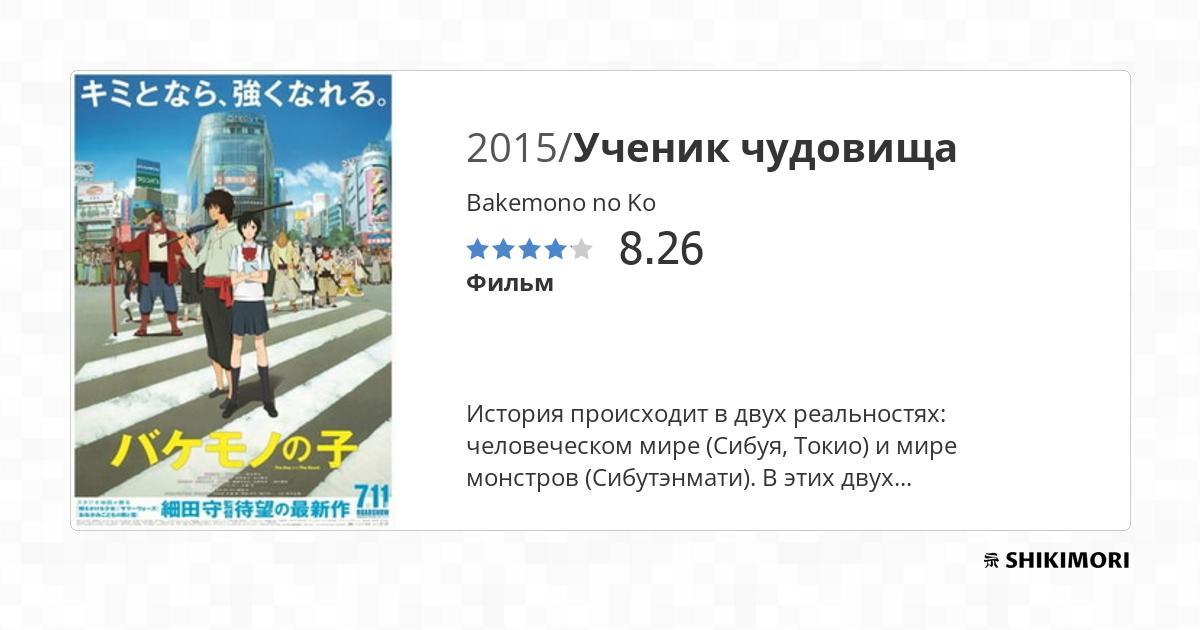 キミとなら、強くなれる。
バケモノの子
The Boy and The Beast
細田守監督待望の最新作
7.11
ROADSHOW
2015/Ученик чудовища
Bakemono no Ko
8.26
Фильм
История происходит в двух реальностях:
человеческом мире (Сибуя, Токио) и мире
монстров (Сибутэнмати). В этих двух...
SHIKIMORI